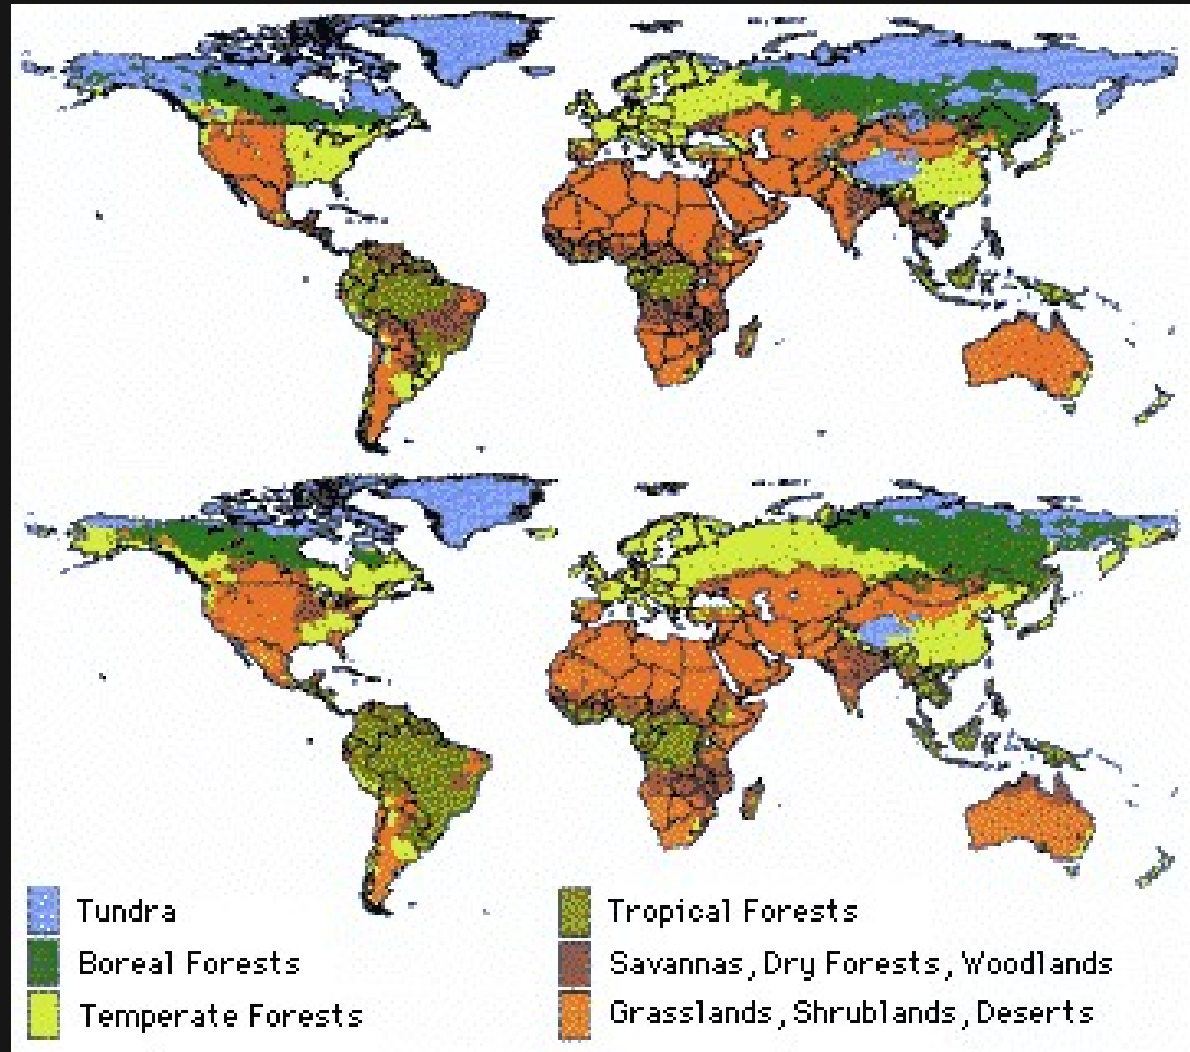 Tundra
Boreal Forests
Temperate Forests
Tropical Forests
Savannas, Dry Forests, Woodlands
Grasslands, Shrublands, Deserts